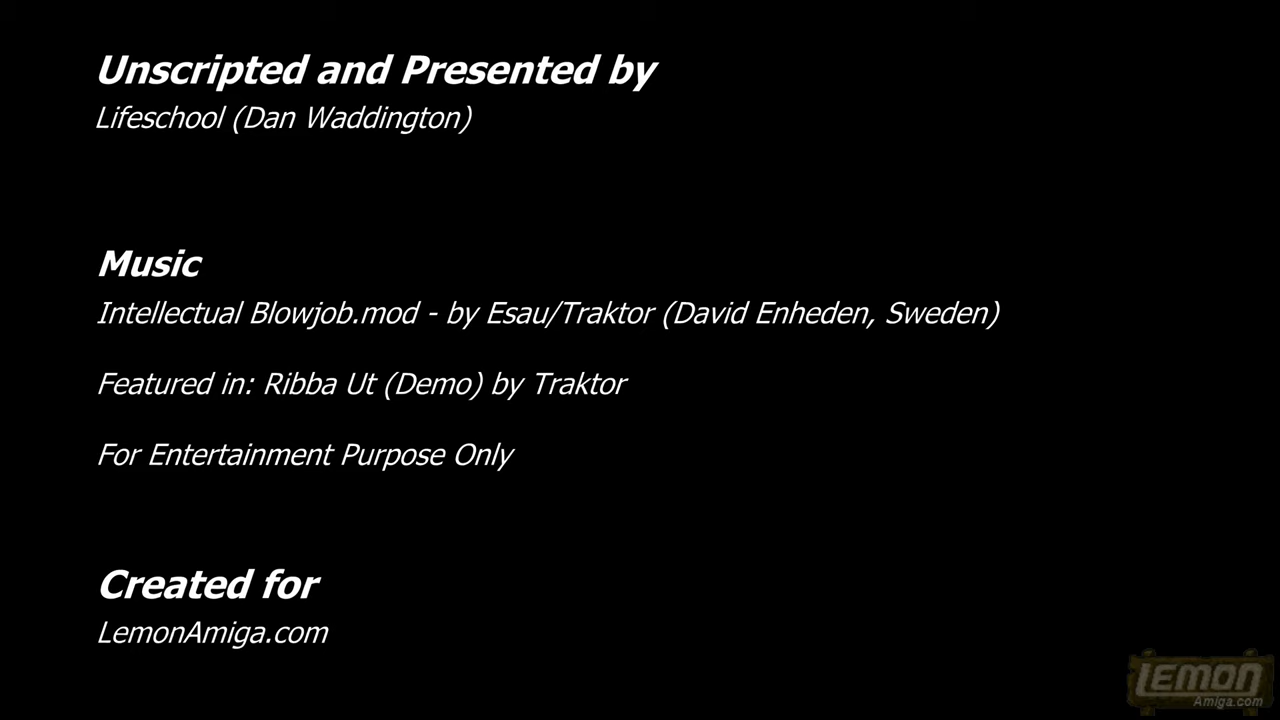 Unscripted and Presented by
Lifeschool (Dan Waddington)
Music
Intellectual Blowjob.mod - by Esau/Traktor (David Enheden, Sweden)
Featured in: Ribba Ut (Demo) by Traktor
For Entertainment Purpose Only
Created for
LemonAmiga.com
LEMON
Amiga.com